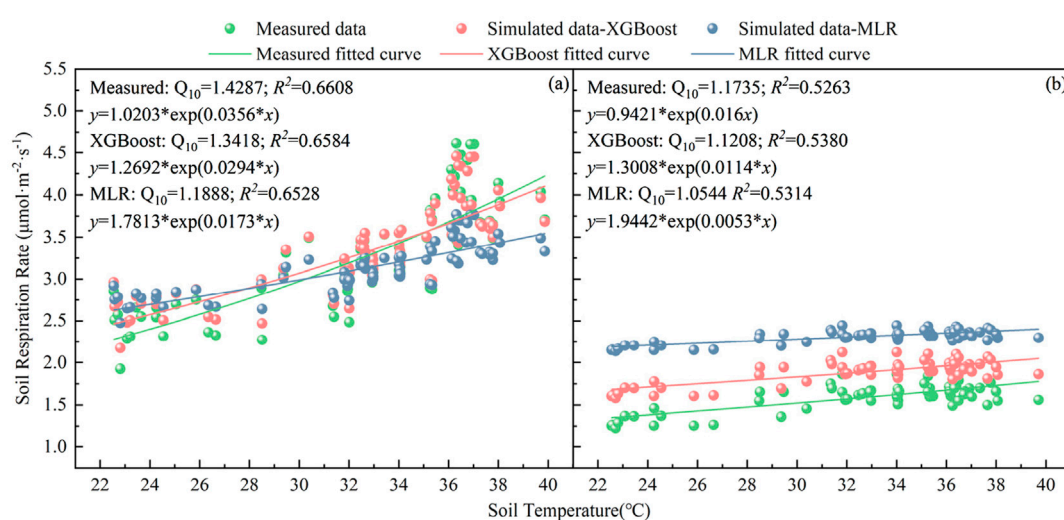 Measured data Simulated data-XGBoost Simulated data-MLR
Measured fitted curve XGBoost fitted curve MLR fitted curve
Soil Respiration Rate (μmol·m⁻²·s⁻¹)
5.5
5.0
4.5
4.0
3.5
3.0
2.5
2.0
1.5
1.0
(a)
Measured: Q₁₀=1.4287; R²=0.6608
y=1.0203*exp(0.0356*x)
XGBoost: Q₁₀=1.3418; R²=0.6584
y=1.2692*exp(0.0294*x)
MLR: Q₁₀=1.1888; R²=0.6528
y=1.7813*exp(0.0173*x)
22 24 26 28 30 32 34 36 38 40
(b)
Measured: Q₁₀=1.1735; R²=0.5263
y=0.9421*exp(0.016x)
XGBoost: Q₁₀=1.1208; R²=0.5380
y=1.3008*exp(0.0114*x)
MLR: Q₁₀=1.0544 R²=0.5314
y=1.9442*exp(0.0053*x)
22 24 26 28 30 32 34 36 38 40
Soil Temperature(℃)